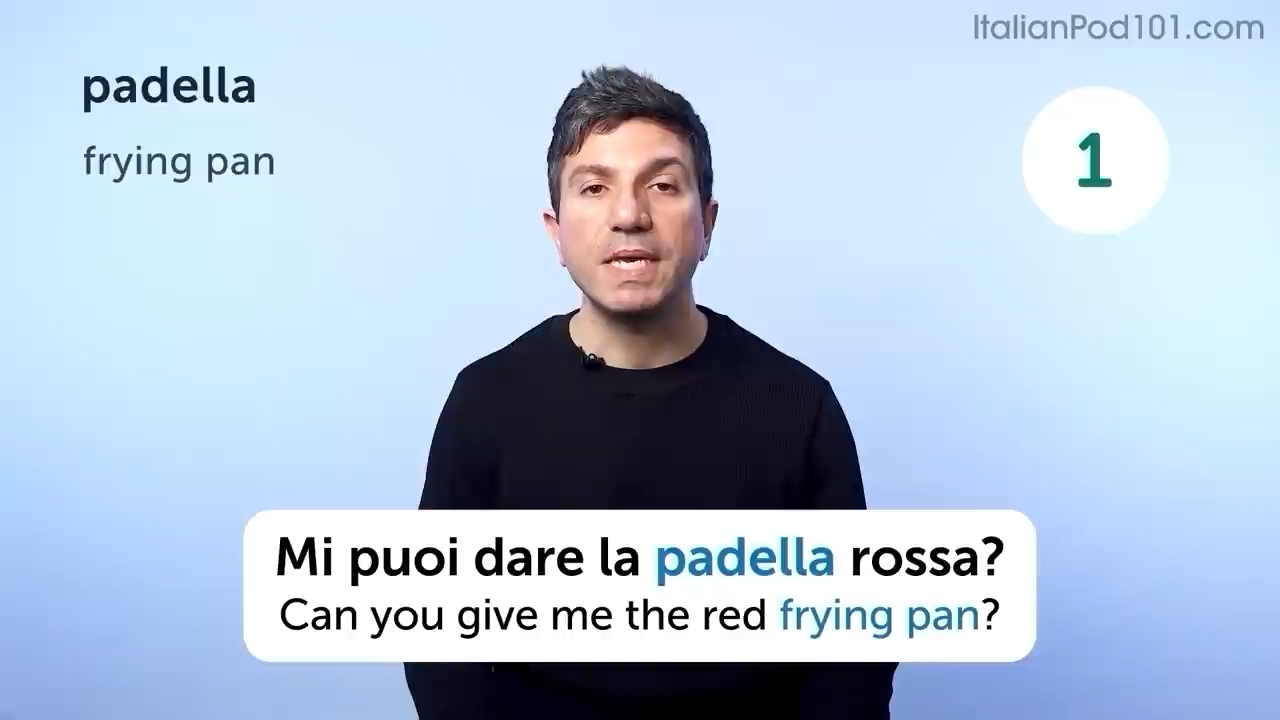 ItalianPod101.com
padella
frying pan
1
Mi puoi dare la padella rossa?
Can you give me the red frying pan?